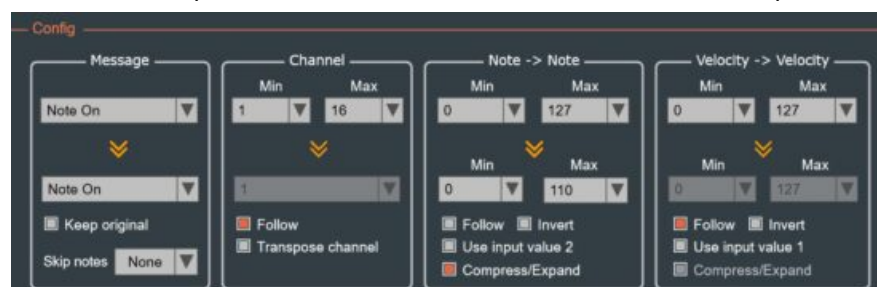 Config
Message
Note On
Note On
Keep original
Skip notes None
Channel
Min Max
1 16
1
Follow
Transpose channel
Note -> Note
Min Max
0 127
Min Max
0 110
Follow Invert
Use input value 2
Compress/Expand
Velocity -> Velocity
Min Max
0 127
Min Max
0 127
Follow Invert
Use input value 1
Compress/Expand